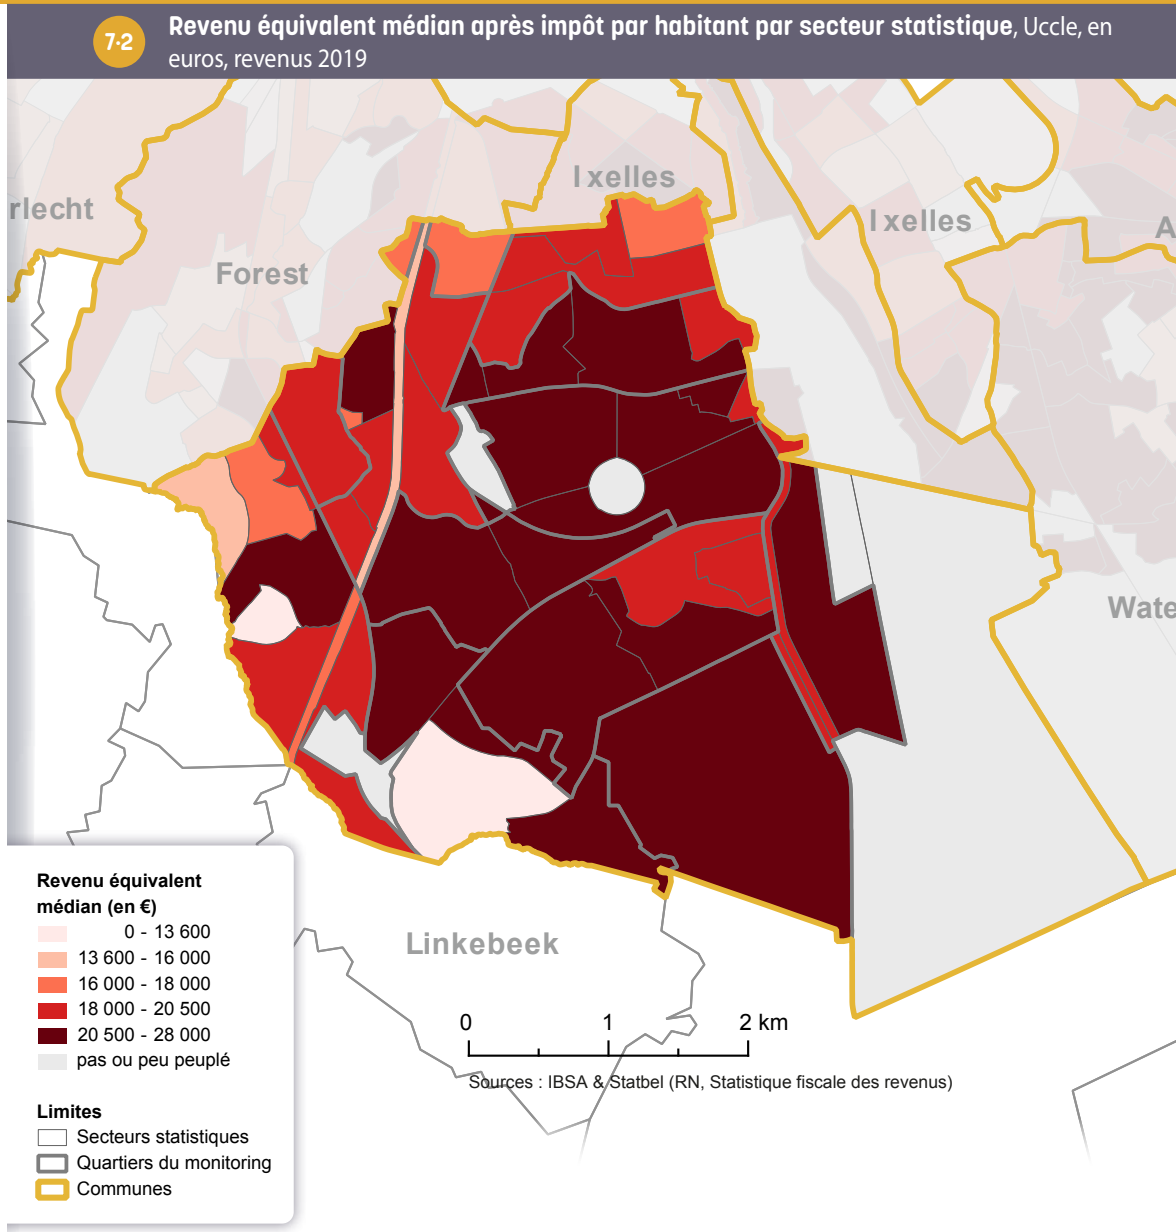 7·2
Revenu équivalent médian après impôt par habitant par secteur statistique, Uccle, en
euros, revenus 2019
Ixelles
rlecht
Ixelles
A
Forest
Wate
Linkebeek
Revenu équivalent
médian (en €)
0 - 13 600
13 600 - 16 000
16 000 - 18 000
18 000 - 20 500
20 500 - 28 000
pas ou peu peuplé
Limites
Secteurs statistiques
Quartiers du monitoring
Communes
0 1 2 km
Sources : IBSA & Statbel (RN, Statistique fiscale des revenus)